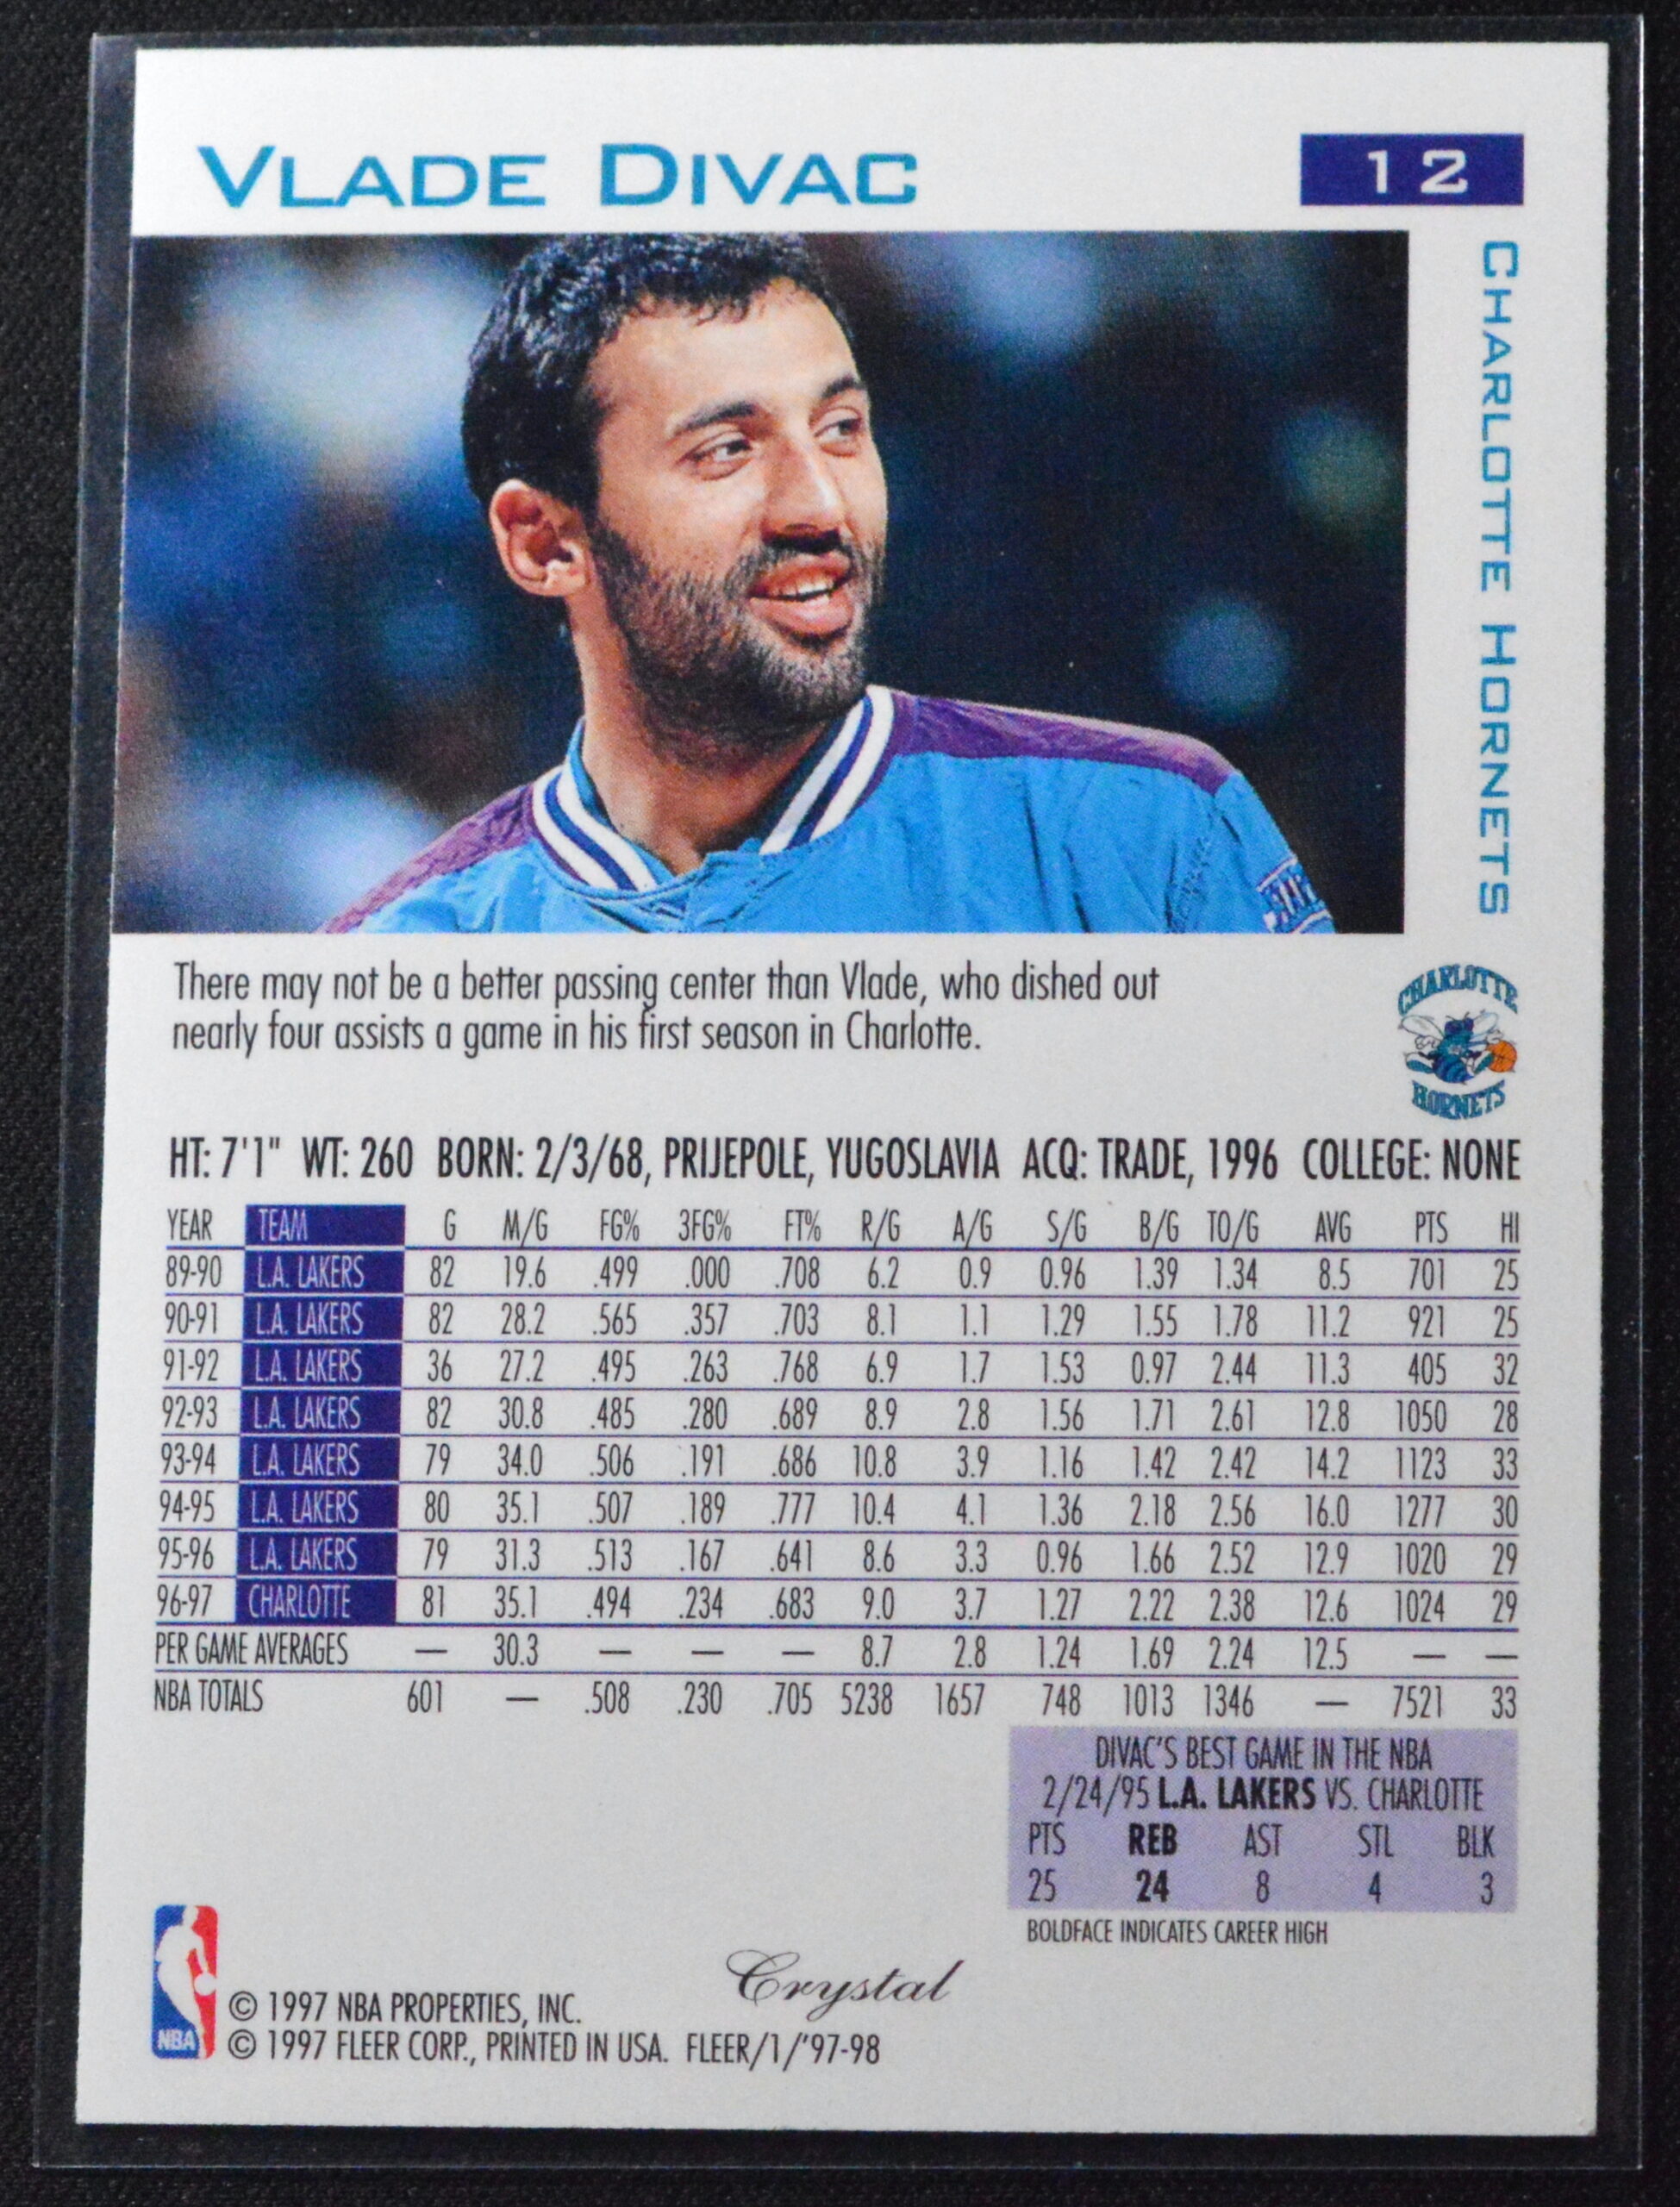 VLADE DIVAC
12
CHARLOTTE HORNETS
There may not be a better passing center than Vlade, who dished out
nearly four assists a game in his first season in Charlotte.
CHARLOTTE
HORNETS
HT: 7'1" WT: 260 BORN: 2/3/68, PRIJEPOLE, YUGOSLAVIA ACQ: TRADE, 1996 COLLEGE: NONE
YEAR TEAM G M/G FG% 3FG% FT% R/G A/G S/G B/G TO/G AVG PTS HI
89-90 L.A. LAKERS 82 19.6 .499 .000 .708 6.2 0.9 0.96 1.39 1.34 8.5 701 25
90-91 L.A. LAKERS 82 28.2 .565 .357 .703 8.1 1.1 1.29 1.55 1.78 11.2 921 25
91-92 L.A. LAKERS 36 27.2 .495 .263 .768 6.9 1.7 1.53 0.97 2.44 11.3 405 32
92-93 L.A. LAKERS 82 30.8 .485 .280 .689 8.9 2.8 1.56 1.71 2.61 12.8 1050 28
93-94 L.A. LAKERS 79 34.0 .506 .191 .686 10.8 3.9 1.16 1.42 2.42 14.2 1123 33
94-95 L.A. LAKERS 80 35.1 .507 .189 .777 10.4 4.1 1.36 2.18 2.56 16.0 1277 30
95-96 L.A. LAKERS 79 31.3 .513 .167 .641 8.6 3.3 0.96 1.66 2.52 12.9 1020 29
96-97 CHARLOTTE 81 35.1 .494 .234 .683 9.0 3.7 1.27 2.22 2.38 12.6 1024 29
PER GAME AVERAGES — 30.3 — — — 8.7 2.8 1.24 1.69 2.24 12.5 — —
NBA TOTALS 601 — .508 .230 .705 5238 1657 748 1013 1346 — 7521 33
DIVAC'S BEST GAME IN THE NBA
2/24/95 L.A. LAKERS VS. CHARLOTTE
PTS REB AST STL BLK
25 24 8 4 3
BOLDFACE INDICATES CAREER HIGH
Crystal
NBA
© 1997 NBA PROPERTIES, INC.
© 1997 FLEER CORP., PRINTED IN USA. FLEER/1/'97-98